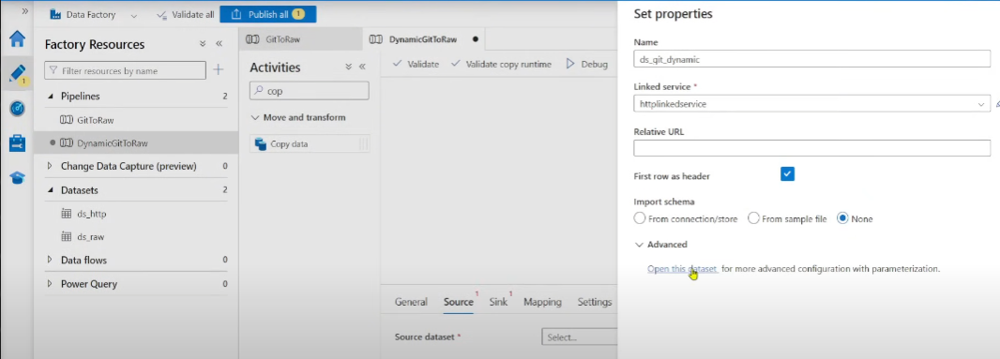 »
Data Factory
Validate all
Publish all 1
Factory Resources
Filter resources by name
Pipelines 2
GitToRaw
DynamicGitToRaw
Change Data Capture (preview) 0
Datasets 2
ds_http
ds_raw
Data flows 0
Power Query 0
1
GitToRaw
DynamicGitToRaw
Activities
cop
Move and transform
Copy data
Validate
Validate copy runtime
Debug
General
Source 1
Sink 1
Mapping
Settings
Source dataset *
Select...
Set properties
Name
ds_git_dynamic
Linked service *
httplinkedservice
Relative URL
First row as header
Import schema
From connection/store
From sample file
None
Advanced
Open this dataset for more advanced configuration with parameterization.